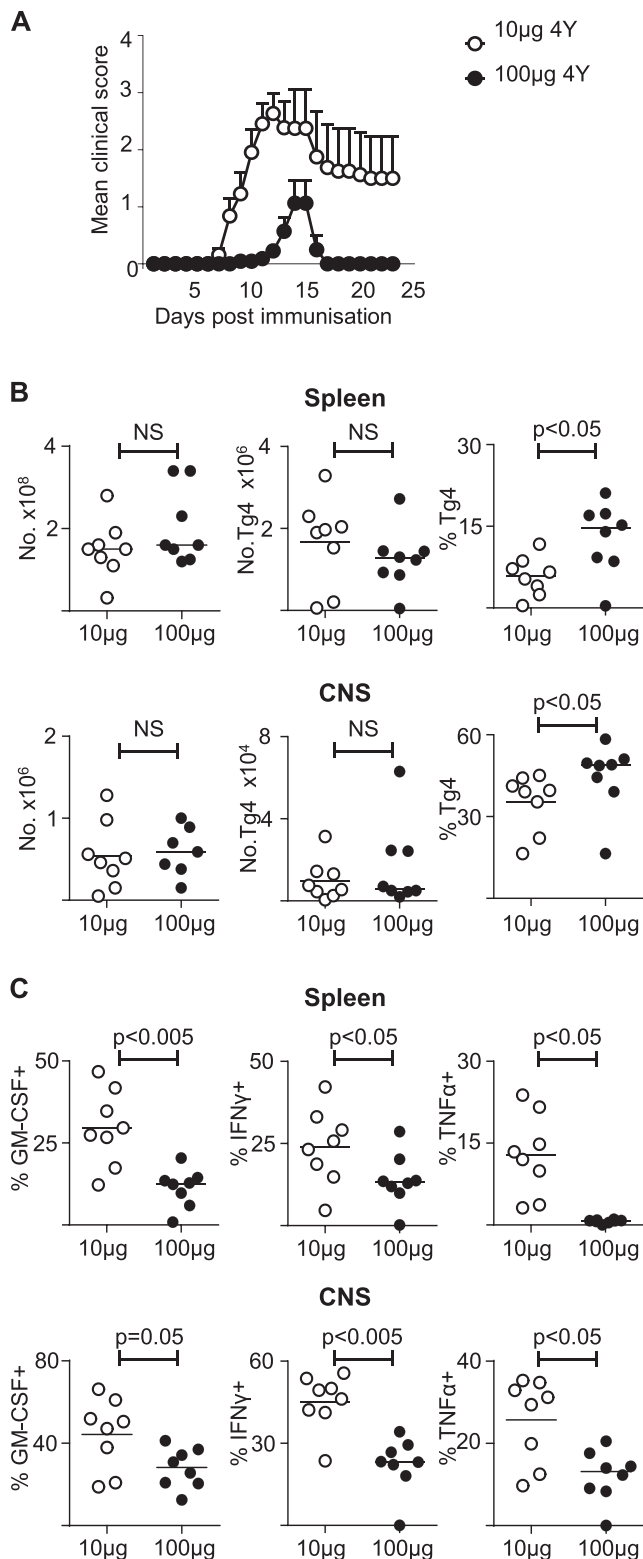 A
10µg 4Y
100µg 4Y
Mean clinical score
4
3
2
1
0
5 10 15 20 25
Days post immunisation
B
Spleen
NS NS p<0.05
No. x10⁸
4
2
No.Tg4 x10⁶
4
2
% Tg4
30
15
10µg 100µg 10µg 100µg 10µg 100µg
CNS
NS NS p<0.05
No. x10⁶
2
1
No.Tg4 x10⁴
8
4
% Tg4
60
30
10µg 100µg 10µg 100µg 10µg 100µg
C
Spleen
p<0.005 p<0.05 p<0.05
% GM-CSF+
50
25
% IFNγ+
50
25
% TNFα+
30
15
10µg 100µg 10µg 100µg 10µg 100µg
CNS
p=0.05 p<0.005 p<0.05
% GM-CSF+
80
40
% IFNγ+
60
30
% TNFα+
40
20
10µg 100µg 10µg 100µg 10µg 100µg